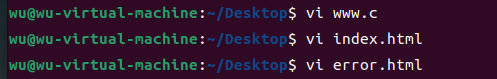 wu@wu-virtual-machine:~/Desktop$ vi www.c
wu@wu-virtual-machine:~/Desktop$ vi index.html
wu@wu-virtual-machine:~/Desktop$ vi error.html